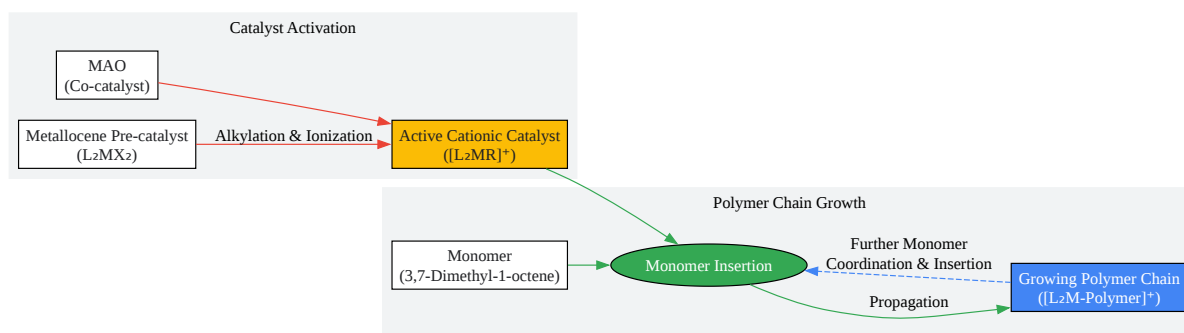 Catalyst Activation
MAO
(Co-catalyst)
Metallocene Pre-catalyst
(L₂MX₂)
Alkylation & Ionization
Active Cationic Catalyst
([L₂MR]⁺)
Polymer Chain Growth
Monomer
(3,7-Dimethyl-1-octene)
Monomer Insertion
Further Monomer
Coordination & Insertion
Propagation
Growing Polymer Chain
([L₂M-Polymer]⁺)